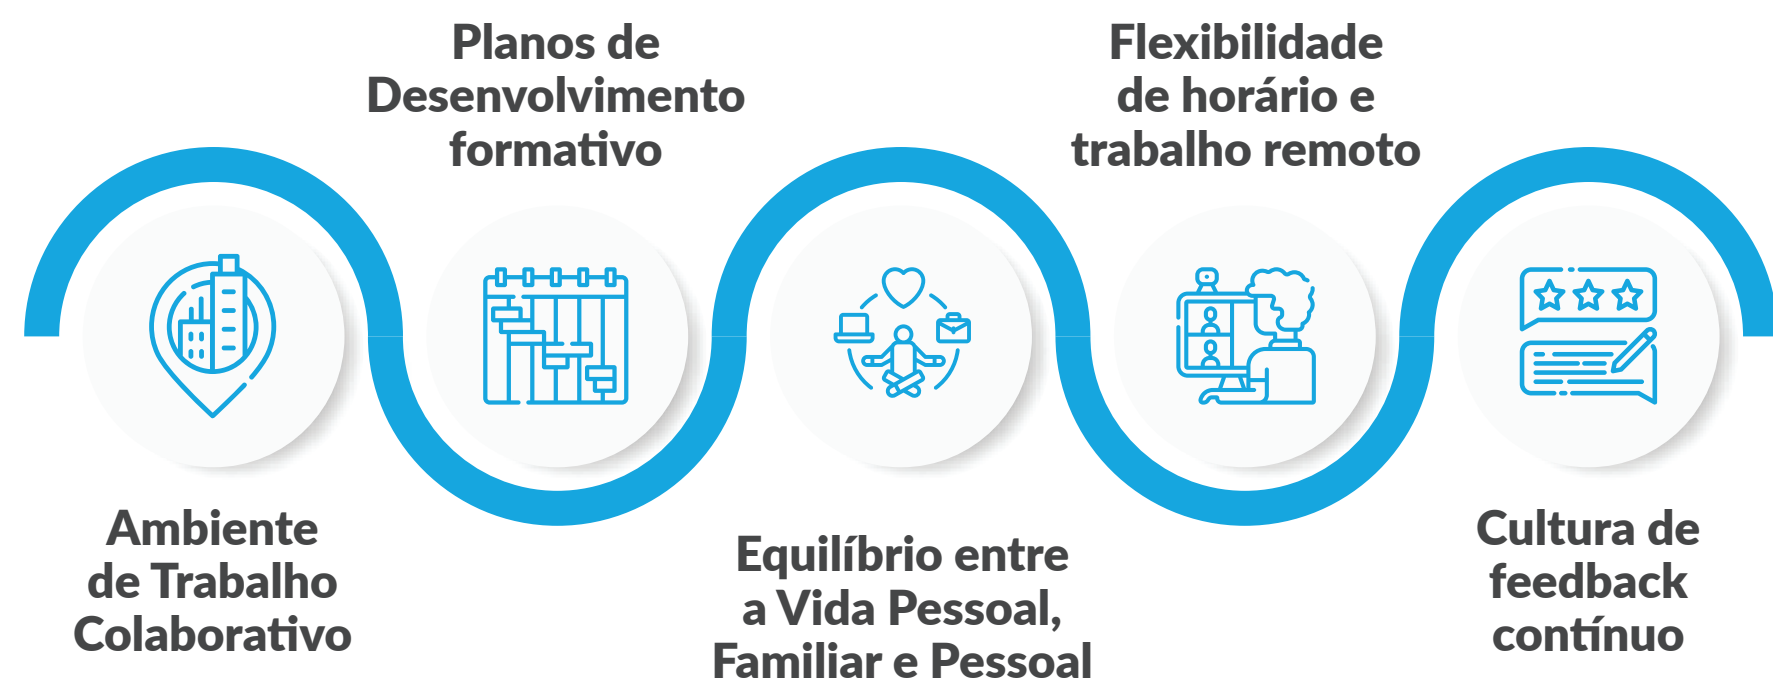 Ambiente
de Trabalho
Colaborativo
Planos de
Desenvolvimento
formativo
Equilíbrio entre
a Vida Pessoal,
Familiar e Pessoal
Flexibilidade
de horário e
trabalho remoto
Cultura de
feedback
contínuo